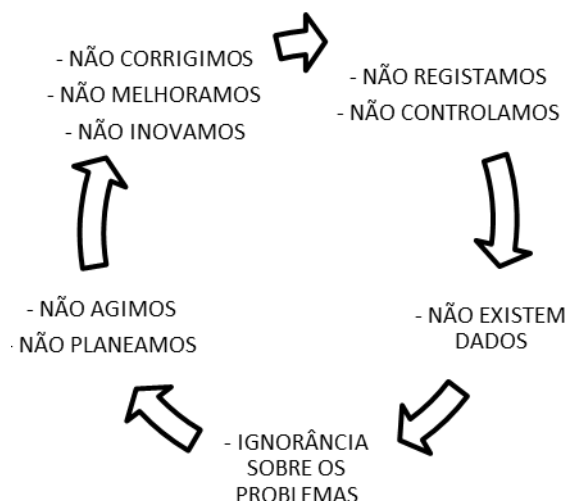 - NÃO CORRIGIMOS
- NÃO MELHORAMOS
- NÃO INOVAMOS
- NÃO REGISTAMOS
- NÃO CONTROLAMOS
- NÃO EXISTEM
DADOS
- IGNORÂNCIA
SOBRE OS
PROBLEMAS
- NÃO AGIMOS
- NÃO PLANEAMOS